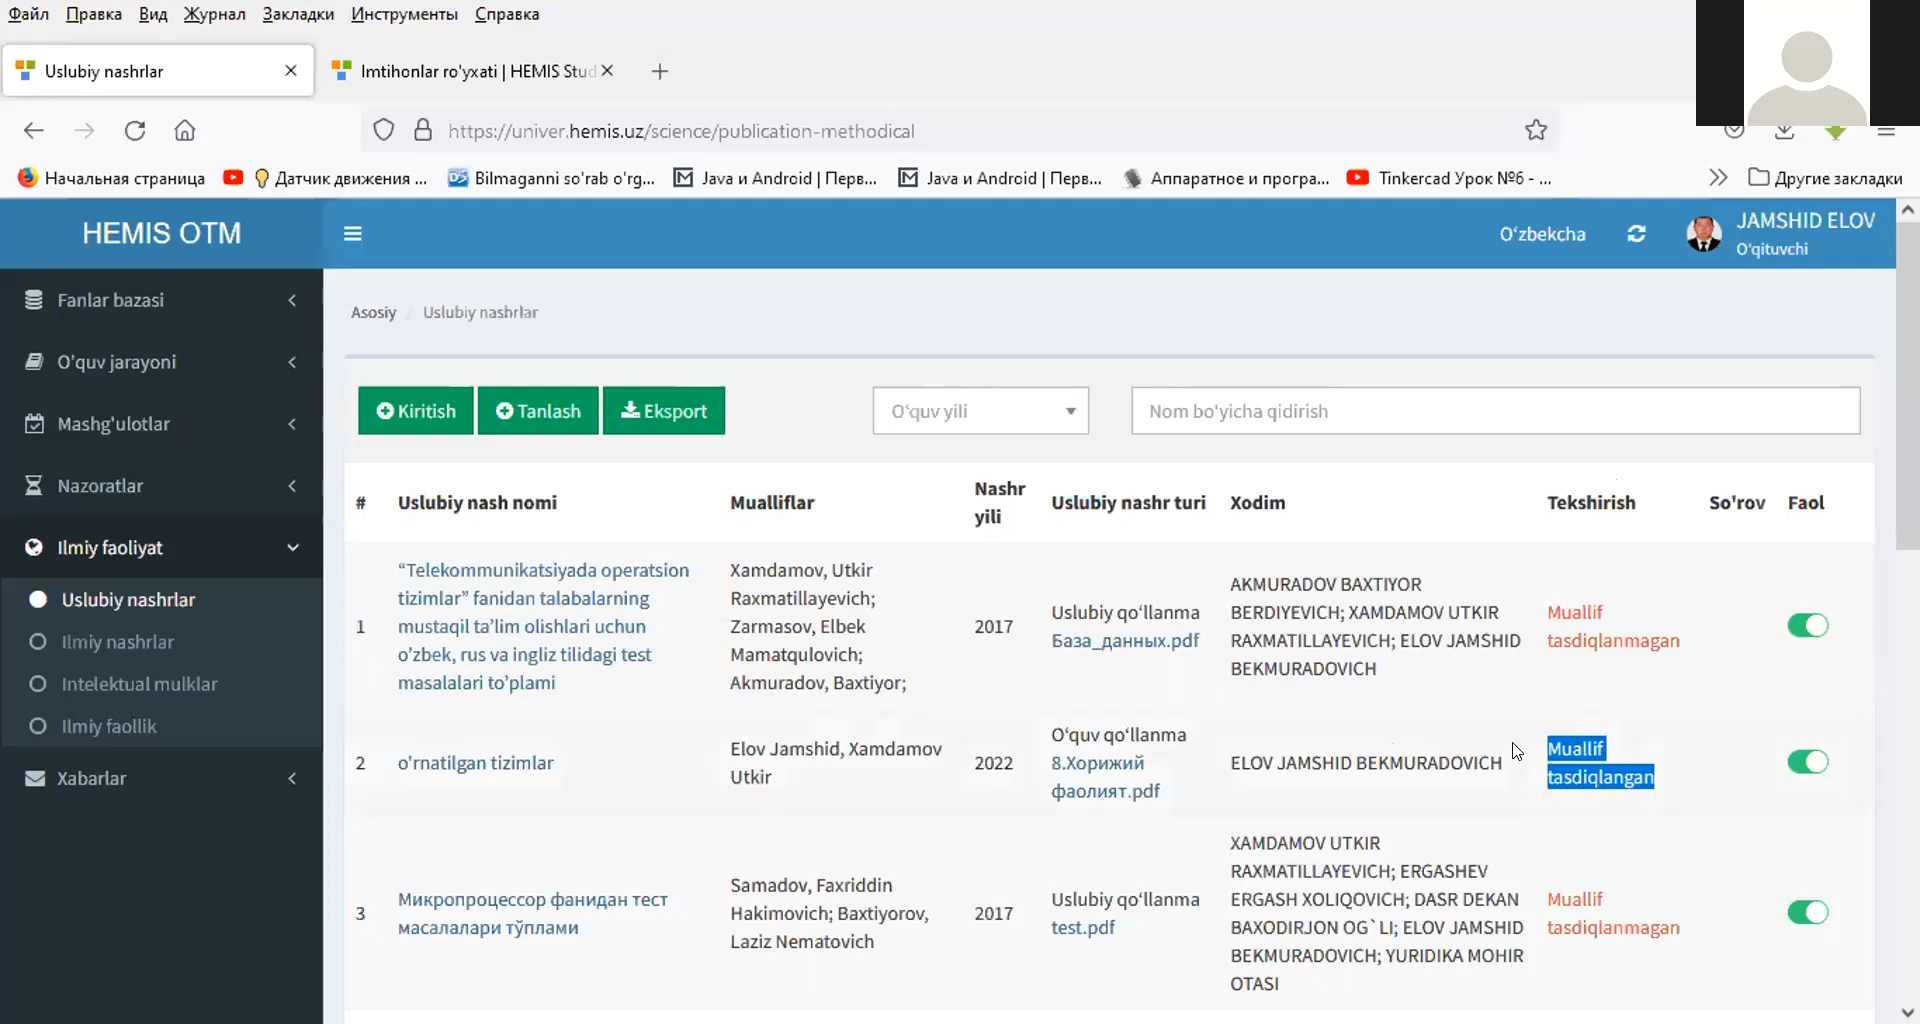 Файл Правка Вид Журнал Закладки Инструменты Справка
Uslubiy nashrlar
Imtihonlar ro'yxati | HEMIS Stud
https://univer.hemis.uz/science/publication-methodical
Начальная страница
Датчик движения ...
Bilmaganni so'rab o'rg...
Java и Android | Перв...
Java и Android | Перв...
Аппаратное и програ...
Tinkercad Урок №6 - ...
Другие закладки
HEMIS OTM
O‘zbekcha
JAMSHID ELOV
O'qituvchi
Fanlar bazasi
O'quv jarayoni
Mashg'ulotlar
Nazoratlar
Ilmiy faoliyat
Uslubiy nashrlar
Ilmiy nashrlar
Intelektual mulklar
Ilmiy faollik
Xabarlar
Asosiy / Uslubiy nashrlar
Kiritish
Tanlash
Eksport
O‘quv yili
Nom bo‘yicha qidirish
#
Uslubiy nash nomi
Mualliflar
Nashr
yili
Uslubiy nashr turi
Xodim
Tekshirish
So'rov
Faol
1
“Telekommunikatsiyada operatsion
tizimlar” fanidan talabalarning
mustaqil ta’lim olishlari uchun
o’zbek, rus va ingliz tilidagi test
masalalari to’plami
Xamdamov, Utkir
Raxmatillayevich;
Zarmasov, Elbek
Mamatqulovich;
Akmuradov, Baxtiyor;
2017
Uslubiy qo‘llanma
База_данных.pdf
AKMURADOV BAXTIYOR
BERDIYEVICH; XAMDAMOV UTKIR
RAXMATILLAYEVICH; ELOV JAMSHID
BEKMURADOVICH
Muallif
tasdiqlanmagan
2
o'rnatilgan tizimlar
Elov Jamshid, Xamdamov
Utkir
2022
O‘quv qo‘llanma
8.Хорижий
фаолият.pdf
ELOV JAMSHID BEKMURADOVICH
Muallif
tasdiqlangan
3
Микропроцессор фанидан тест
масалалари тўплами
Samadov, Faxriddin
Hakimovich; Baxtiyorov,
Laziz Nematovich
2017
Uslubiy qo‘llanma
test.pdf
XAMDAMOV UTKIR
RAXMATILLAYEVICH; ERGASHEV
ERGASH XOLIQOVICH; DASR DEKAN
BAXODIRJON OG`LI; ELOV JAMSHID
BEKMURADOVICH; YURIDIKA MOHIR
OTASI
Muallif
tasdiqlanmagan